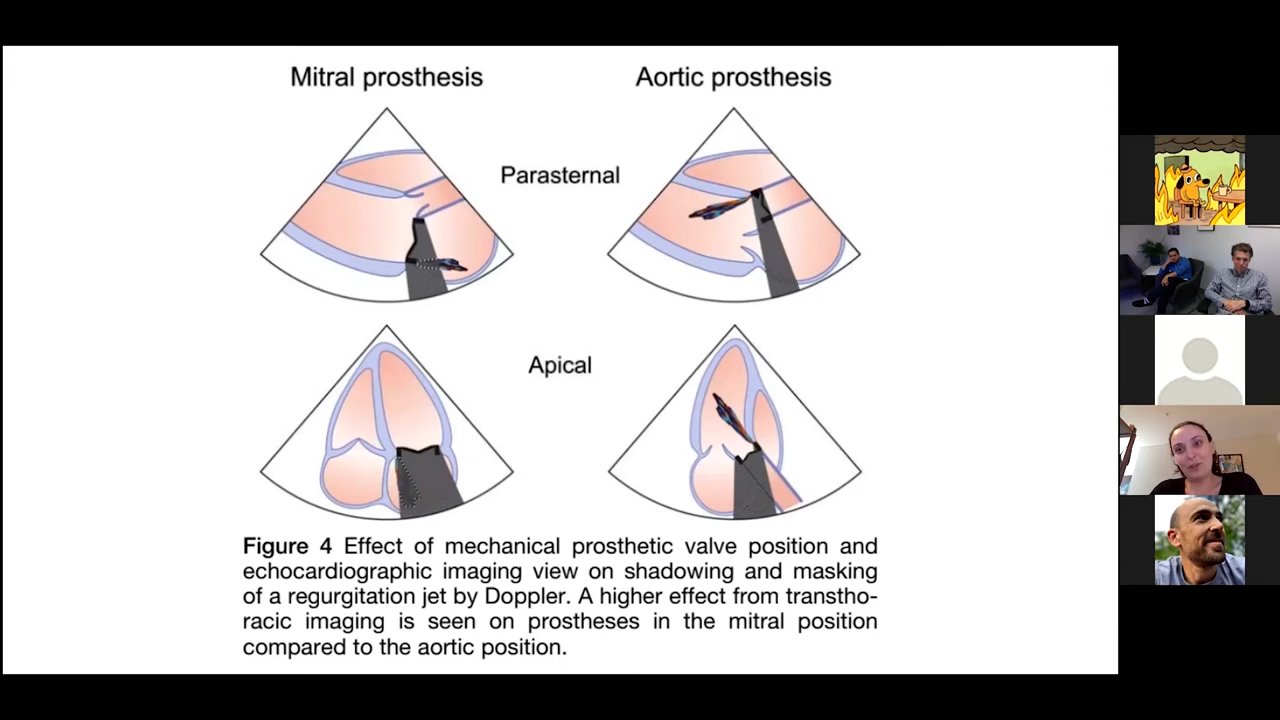 Mitral prosthesis
Aortic prosthesis
Parasternal
Apical
Figure 4 Effect of mechanical prosthetic valve position and
echocardiographic imaging view on shadowing and masking
of a regurgitation jet by Doppler. A higher effect from transtho-
racic imaging is seen on prostheses in the mitral position
compared to the aortic position.